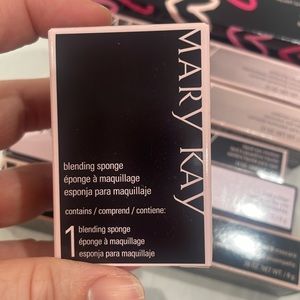 MARY KAY
blending sponge
éponge à maquillage
esponja para maquillaje
contains / comprend / contiene:
1 blending sponge
éponge à maquillage
esponja para maquillaje